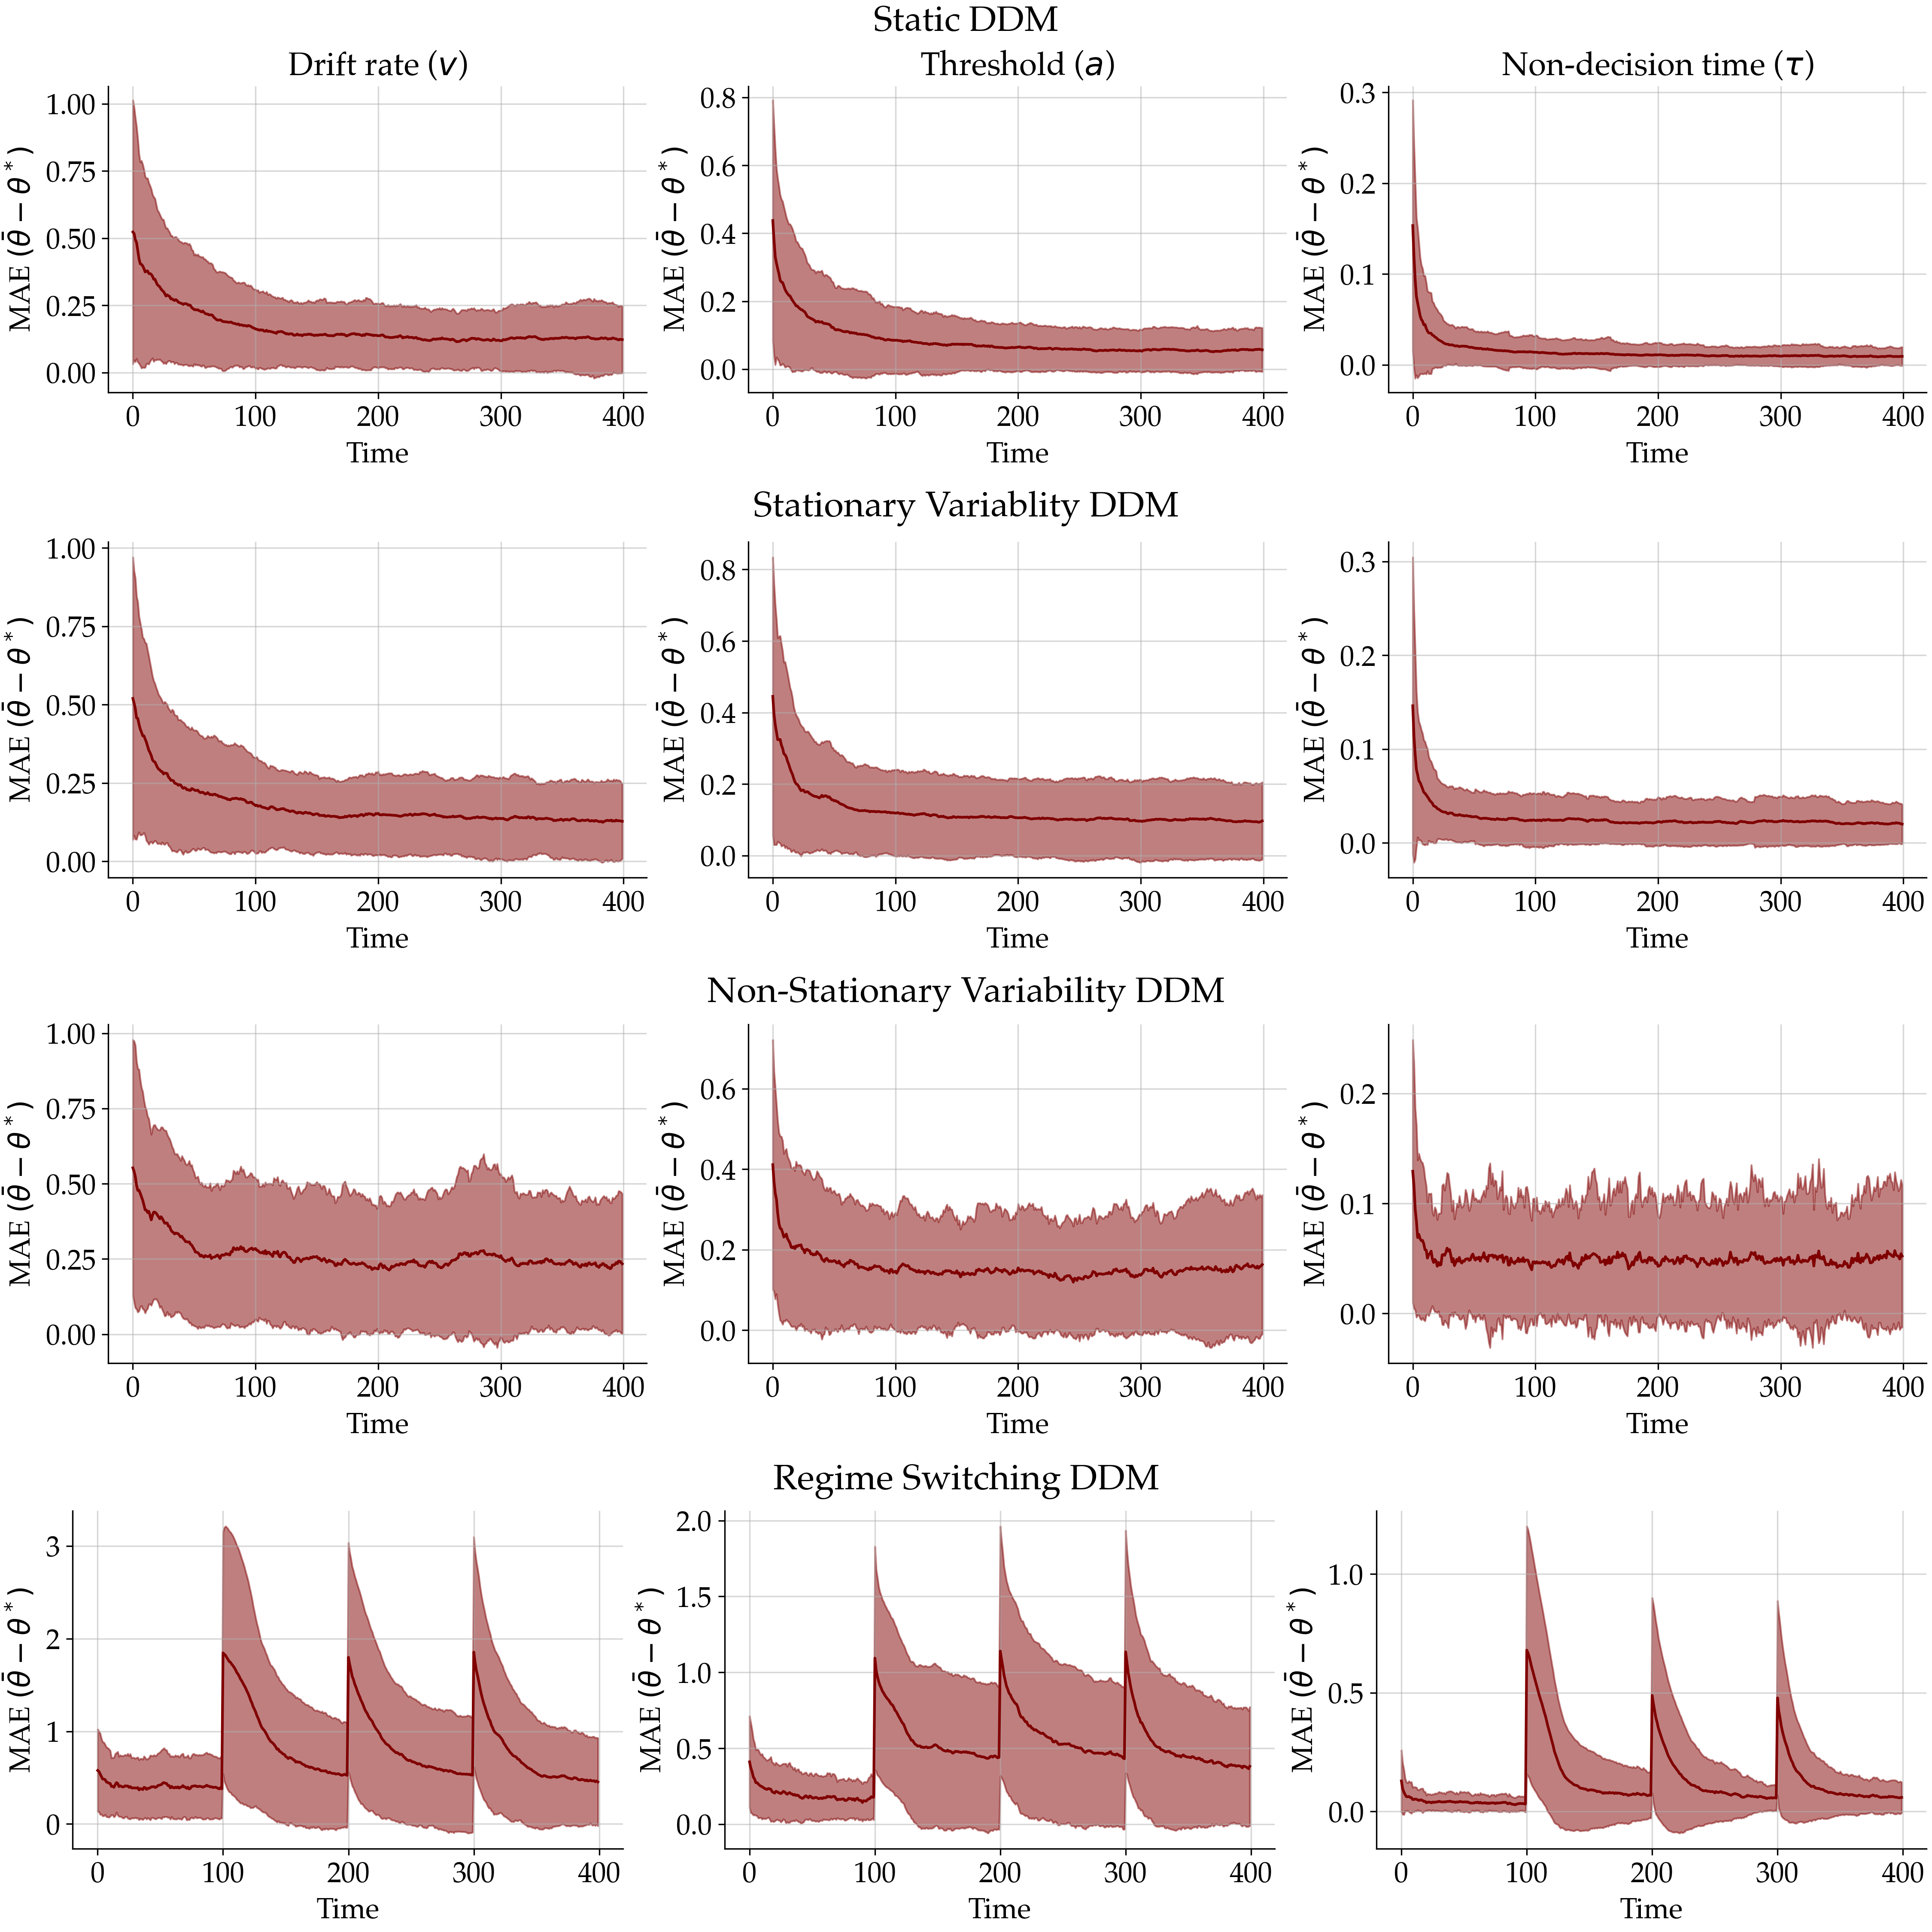 Static DDM
Drift rate (v)
Threshold (a)
Non-decision time (τ)
MAE (θ̄ − θ*)
1.00
0.75
0.50
0.25
0.00
0 100 200 300 400
Time
MAE (θ̄ − θ*)
0.8
0.6
0.4
0.2
0.0
0 100 200 300 400
Time
MAE (θ̄ − θ*)
0.3
0.2
0.1
0.0
0 100 200 300 400
Time
Stationary Variablity DDM
MAE (θ̄ − θ*)
1.00
0.75
0.50
0.25
0.00
0 100 200 300 400
Time
MAE (θ̄ − θ*)
0.8
0.6
0.4
0.2
0.0
0 100 200 300 400
Time
MAE (θ̄ − θ*)
0.3
0.2
0.1
0.0
0 100 200 300 400
Time
Non-Stationary Variability DDM
MAE (θ̄ − θ*)
1.00
0.75
0.50
0.25
0.00
0 100 200 300 400
Time
MAE (θ̄ − θ*)
0.6
0.4
0.2
0.0
0 100 200 300 400
Time
MAE (θ̄ − θ*)
0.2
0.1
0.0
0 100 200 300 400
Time
Regime Switching DDM
MAE (θ̄ − θ*)
3
2
1
0
0 100 200 300 400
Time
MAE (θ̄ − θ*)
2.0
1.5
1.0
0.5
0.0
0 100 200 300 400
Time
MAE (θ̄ − θ*)
1.0
0.5
0.0
0 100 200 300 400
Time